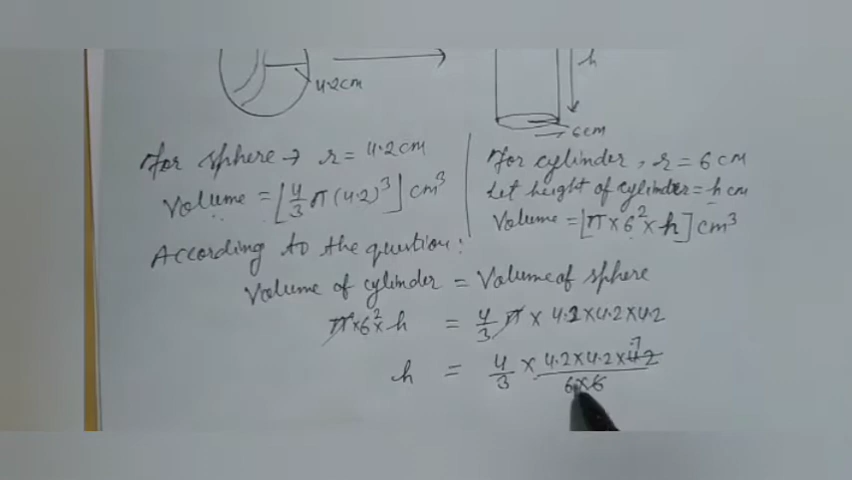 4.2cm
h
6cm
For sphere → r = 4.2cm
Volume = [4/3 π (4.2)³] cm³
For cylinder, r = 6 cm
Let height of cylinder = h cm
Volume = [π × 6² × h] cm³
According to the question:
Volume of cylinder = Volume of sphere
π × 6² × h = 4/3 π × 4.2 × 4.2 × 4.2
h = 4/3 × 4.2 × 4.2 × 4.2 / 6 × 6
.7